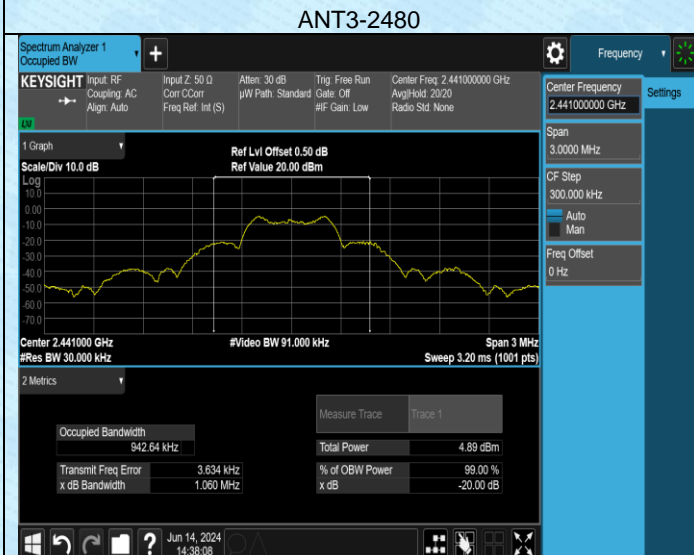 ANT3-2480
Spectrum Analyzer 1
Occupied BW
Frequency
KEYSIGHT
Input: RF
Coupling: AC
Align: Auto
Input Z: 50 Ω
Corr CCorr
Freq Ref: Int (S)
Atten: 30 dB
µW Path: Standard
Trig: Free Run
Gate: Off
#IF Gain: Low
Center Freq: 2.441000000 GHz
Avg|Hold: 20/20
Radio Std: None
LXI
Center Frequency
2.441000000 GHz
Settings
Span
3.0000 MHz
CF Step
300.000 kHz
Auto
Man
Freq Offset
0 Hz
1 Graph
Scale/Div 10.0 dB
Ref Lvl Offset 0.50 dB
Ref Value 20.00 dBm
Log
10.0
0.00
-10.0
-20.0
-30.0
-40.0
-50.0
-60.0
-70.0
Center 2.441000 GHz
#Res BW 30.000 kHz
#Video BW 91.000 kHz
Span 3 MHz
Sweep 3.20 ms (1001 pts)
2 Metrics
Measure Trace
Trace 1
Occupied Bandwidth
942.64 kHz
Total Power
4.89 dBm
Transmit Freq Error
3.634 kHz
% of OBW Power
99.00 %
x dB Bandwidth
1.060 MHz
x dB
-20.00 dB
Jun 14, 2024
14:38:08